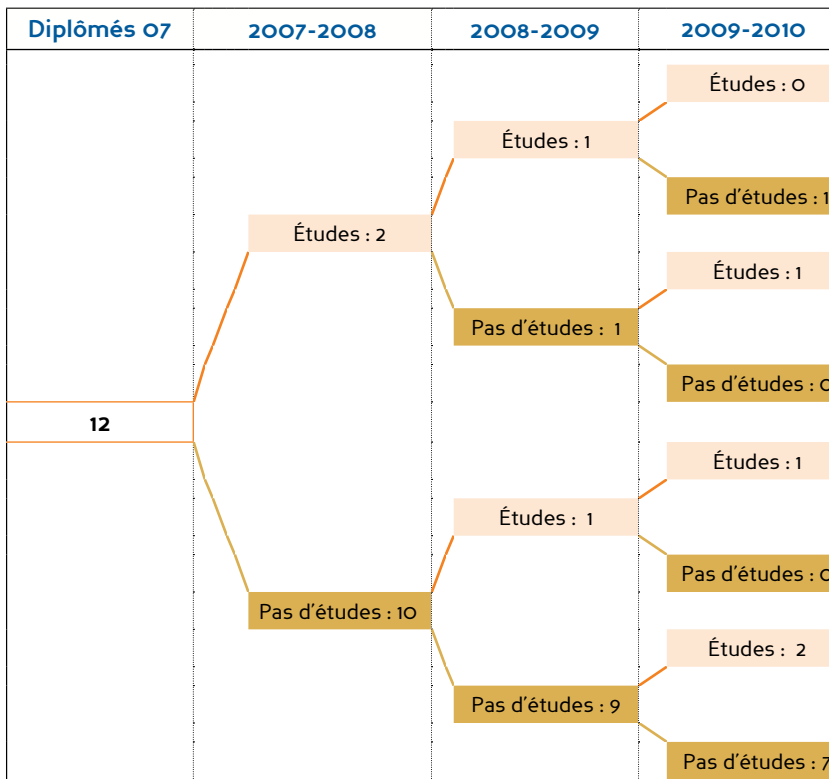 Diplômés 07 2007-2008 2008-2009 2009-2010
Études : 0
Études : 1
Pas d'études : 1
Études : 2
Études : 1
Pas d'études : 1
Pas d'études : 0
12
Études : 1
Études : 1
Pas d'études : 0
Pas d'études : 10
Études : 2
Pas d'études : 9
Pas d'études : 7